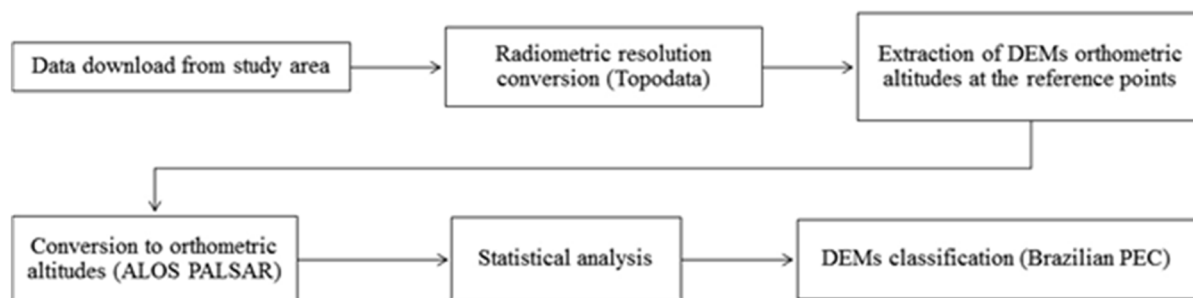 Data download from study area
Radiometric resolution
conversion (Topodata)
Extraction of DEMs orthometric
altitudes at the reference points
Conversion to orthometric
altitudes (ALOS PALSAR)
Statistical analysis
DEMs classification (Brazilian PEC)